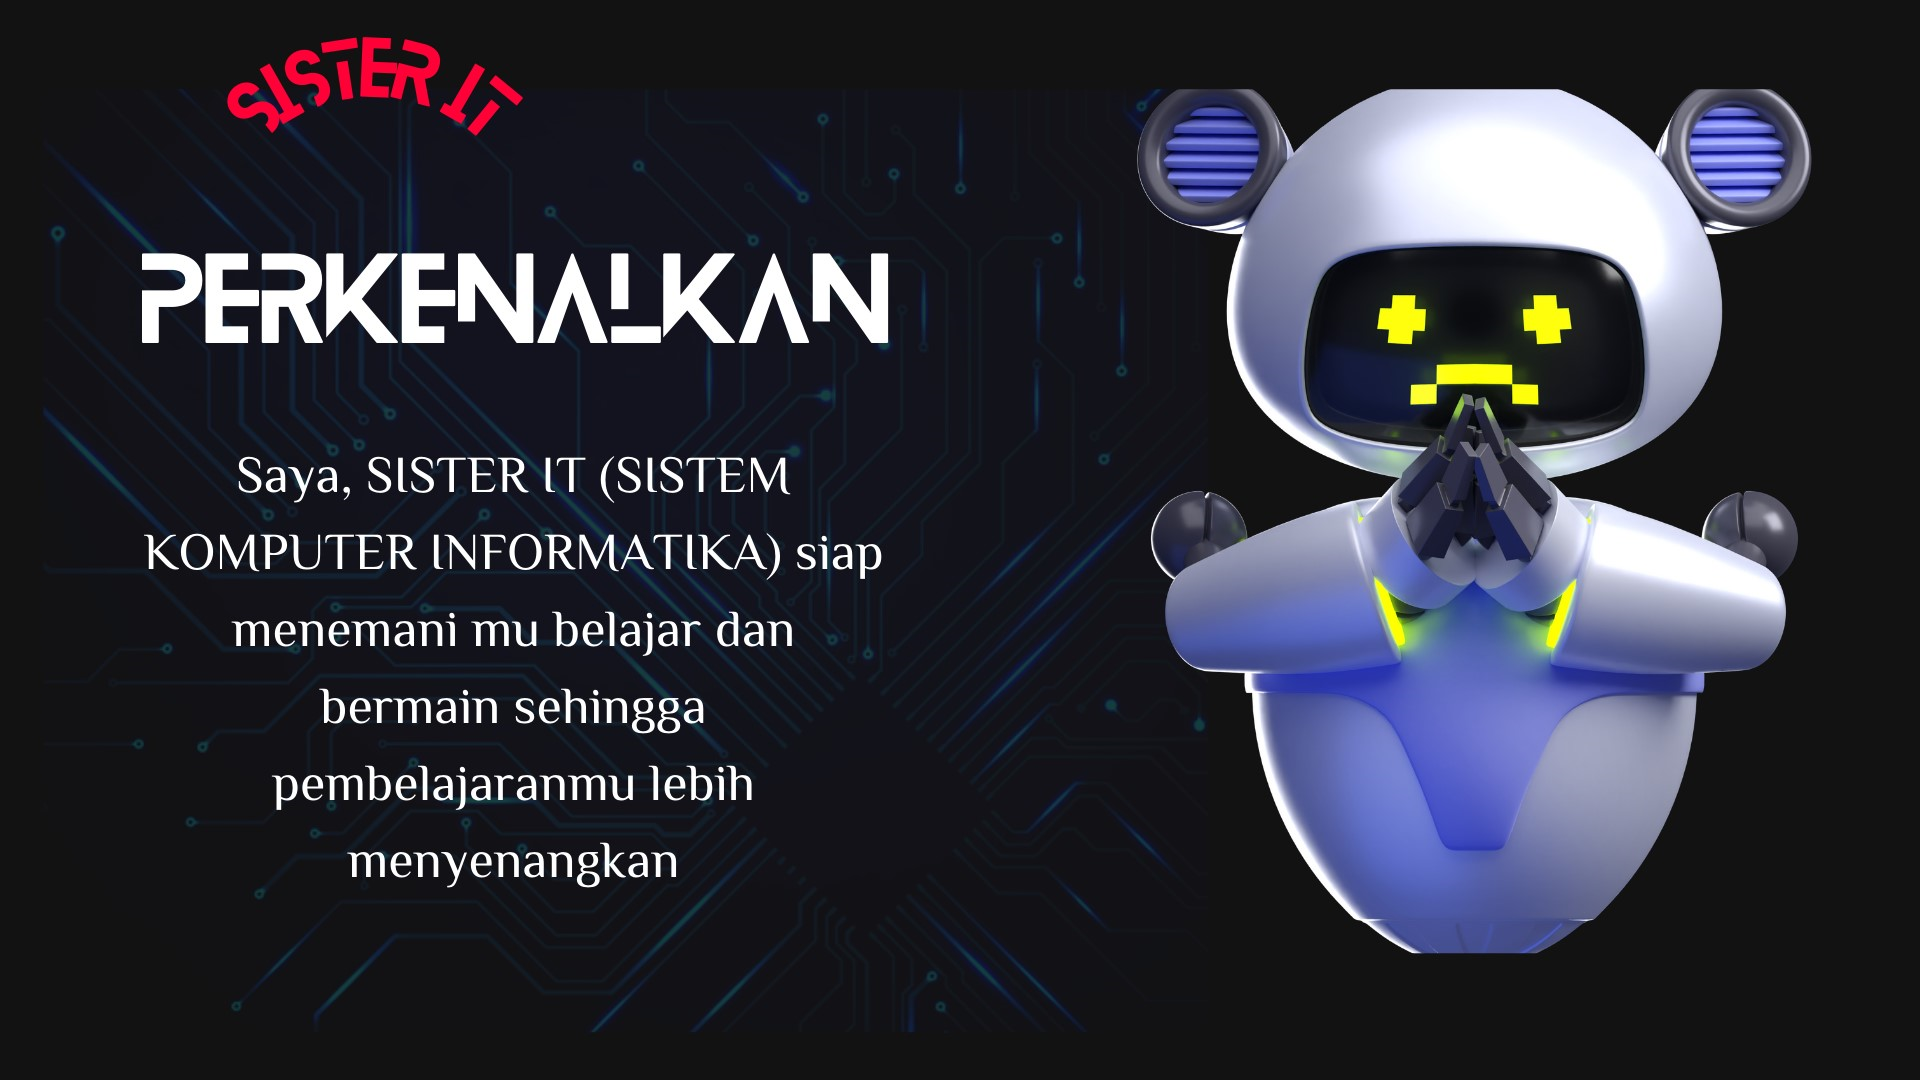 SISTER IT
PERKENALKAN
Saya, SISTER IT (SISTEM
KOMPUTER INFORMATIKA) siap
menemani mu belajar dan
bermain sehingga
pembelajaranmu lebih
menyenangkan